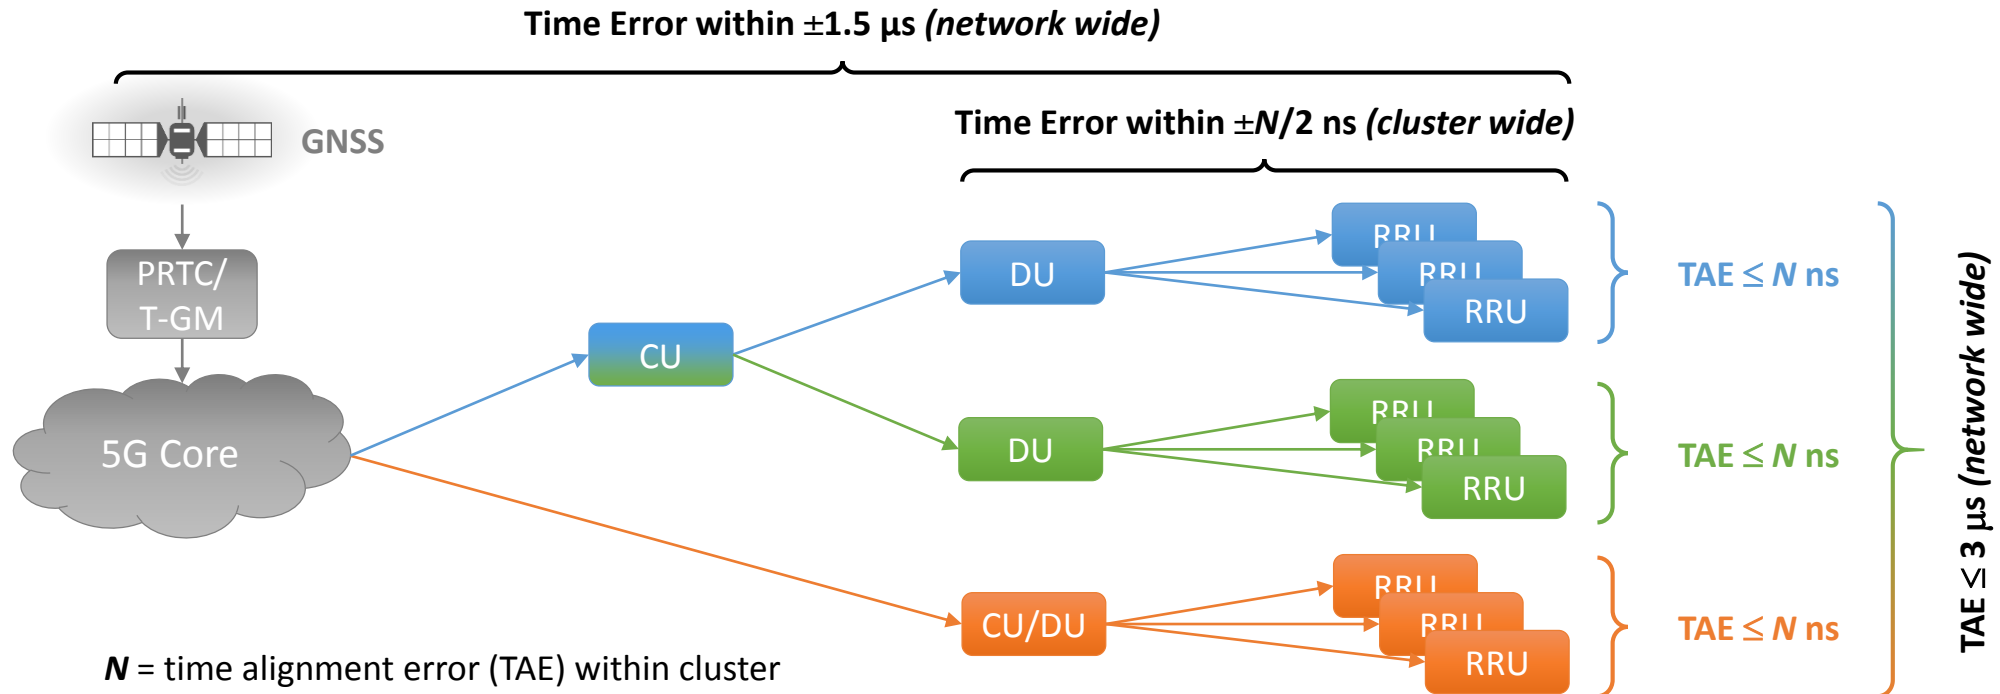 Time Error within ±1.5 μs (network wide)
Time Error within ±N/2 ns (cluster wide)
GNSS
PRTC/
T-GM
5G Core
CU
DU
RRU
RRU
RRU
TAE ≤ N ns
DU
RRU
RRU
RRU
TAE ≤ N ns
CU/DU
RRU
RRU
RRU
TAE ≤ N ns
TAE ≤ 3 μs (network wide)
N = time alignment error (TAE) within cluster